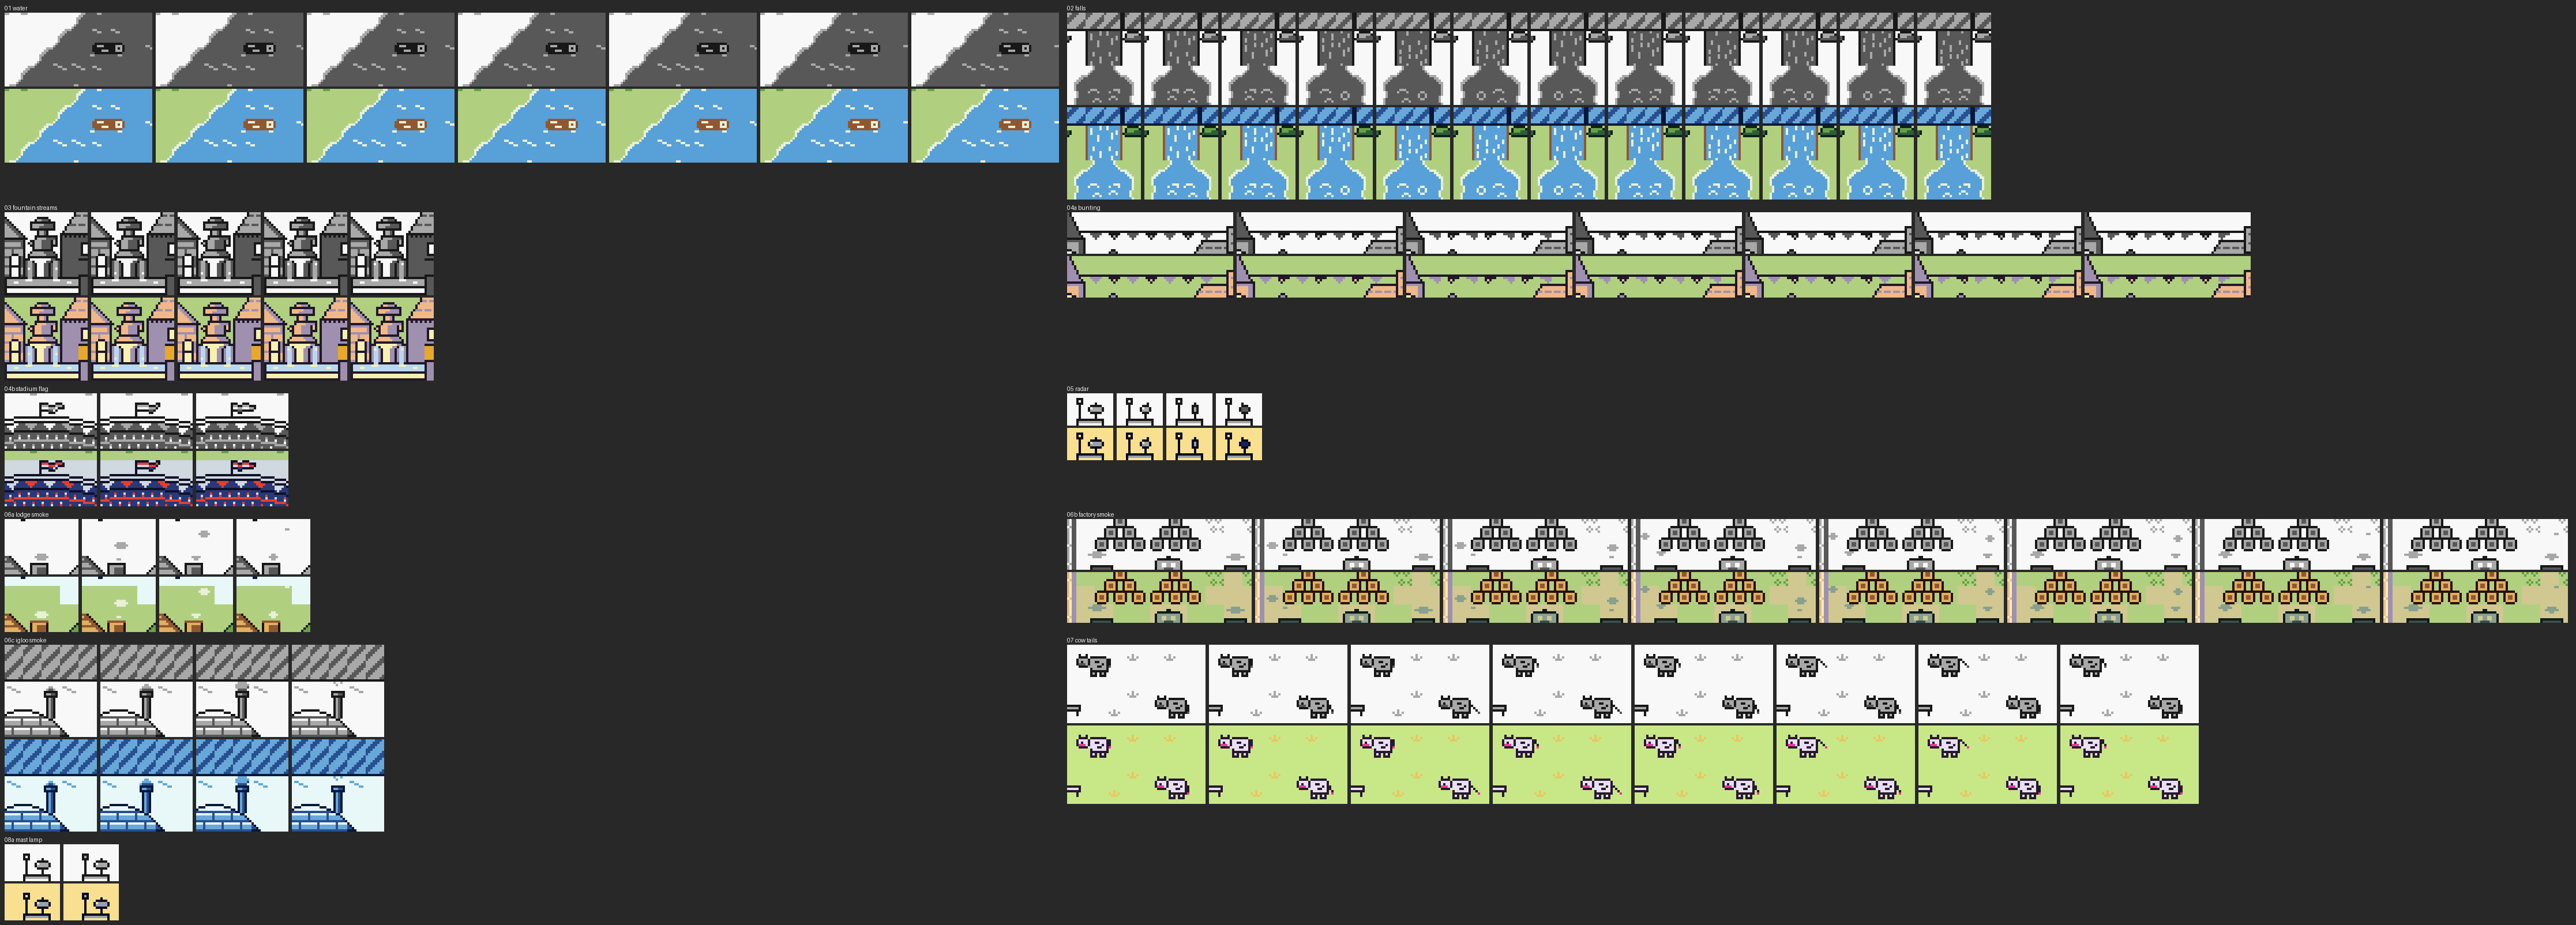 01 water
02 falls
03 fountain streams
04a bunting
04b stadium flag
05 radar
06a lodge smoke
06b factory smoke
06c igloo smoke
07 cow tails
08a mast lamp